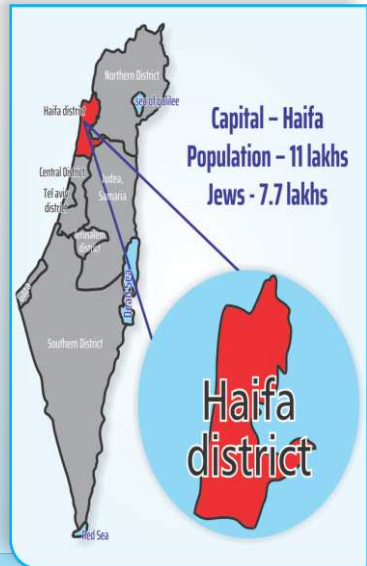 Northern District
sea of galilee
Haifa district
Capital – Haifa
Population – 11 lakhs
Jews - 7.7 lakhs
Central District
Judea,
Samaria
Tel aviv
district
Jerusalem
district
Dead Sea
Southern District
Haifa
district
Red Sea